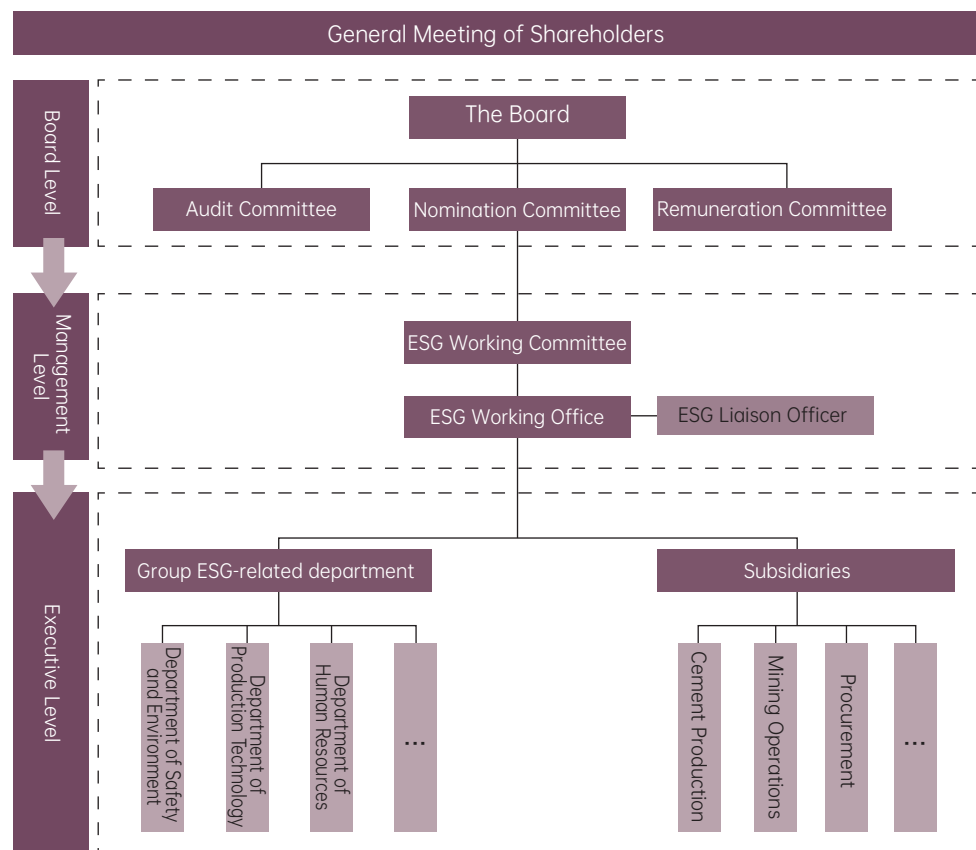 General Meeting of Shareholders
Board Level
The Board
Audit Committee
Nomination Committee
Remuneration Committee
Management
Level
ESG Working Committee
ESG Working Office
ESG Liaison Officer
Executive Level
Group ESG-related department
Subsidiaries
Department of Safety
and Environment
Department of
Production Technology
Department of
Human Resources
...
Cement Production
Mining Operations
Procurement
...